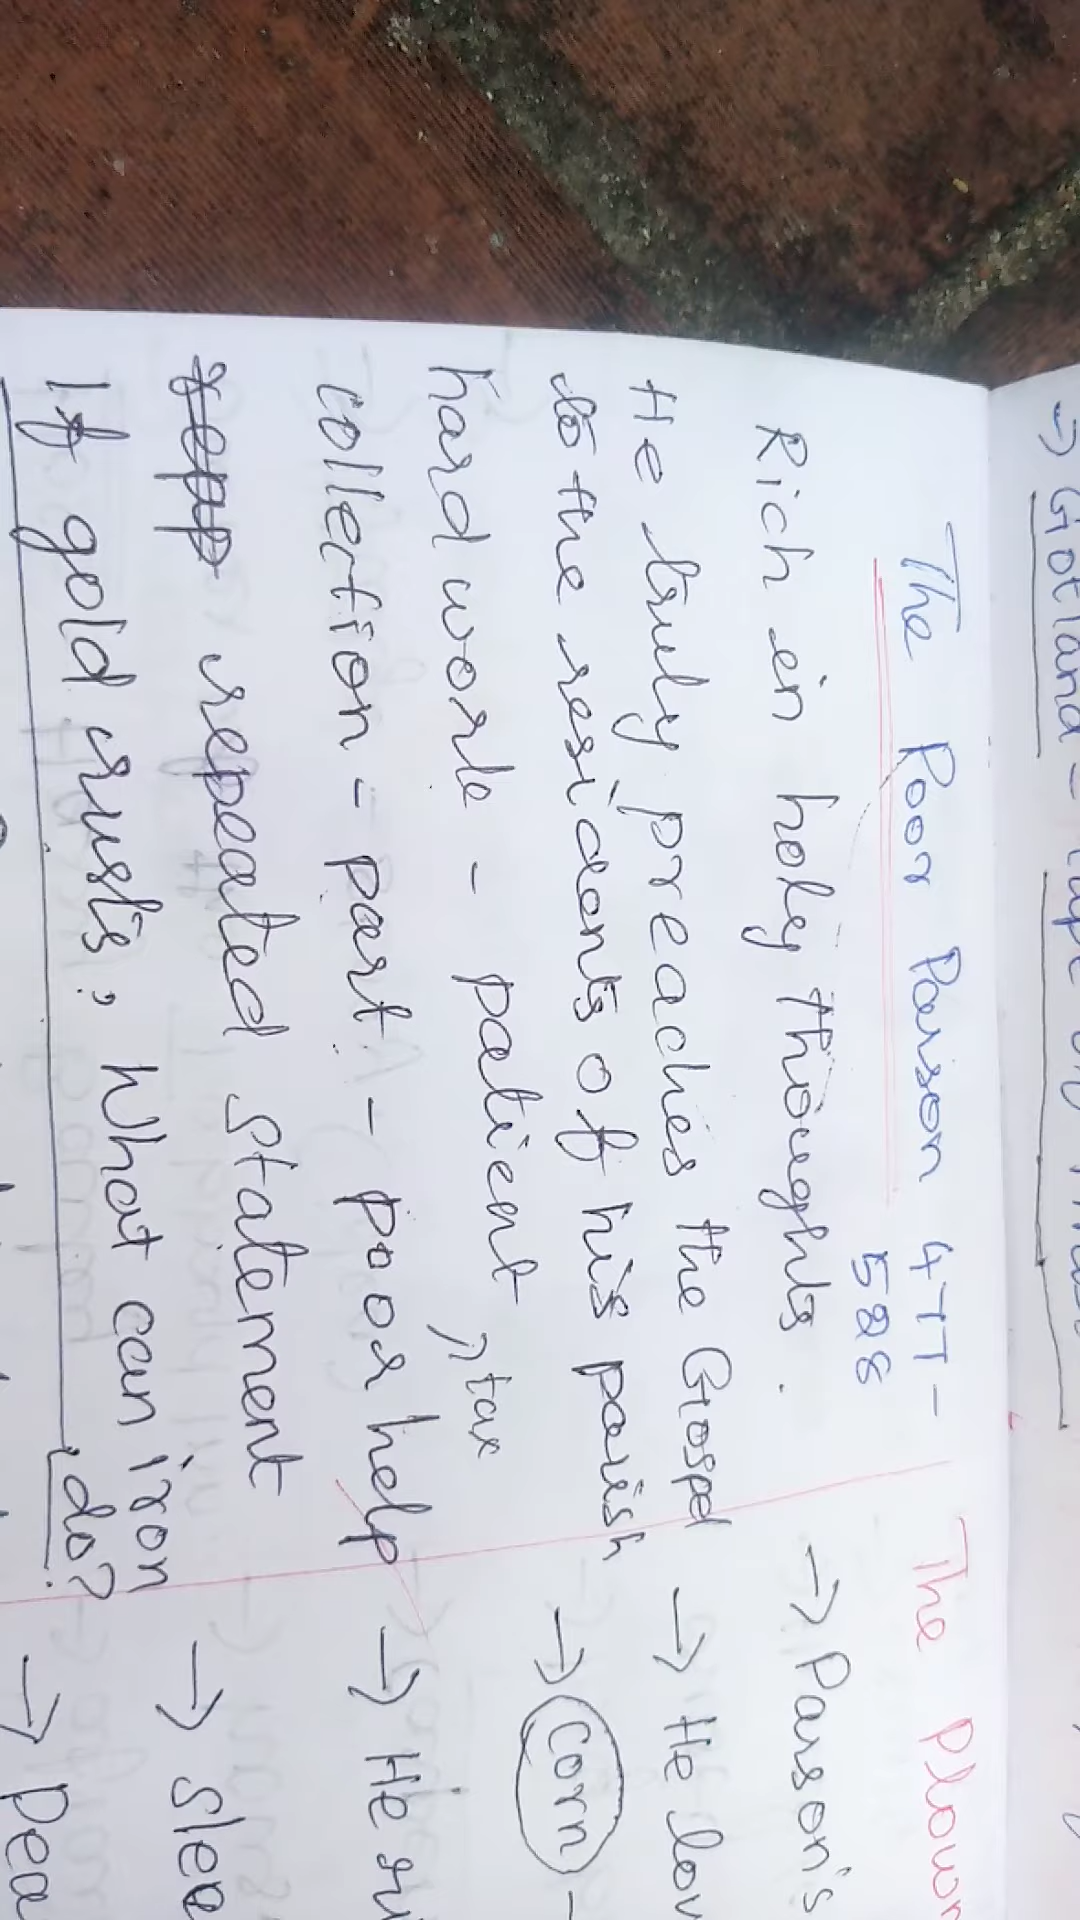 → Gotland -
The Poor Parson 477-
528
Rich in holy thoughts.
He truly preaches the Gospel
to the residents of his parish
hard work - patient
tax
collection - part - poor help
repeated statement
If gold rusts, what can iron
do?
The Plow
→ Parson's
→ He lov
→ Corn -
→ He
→ slee
→ Pea